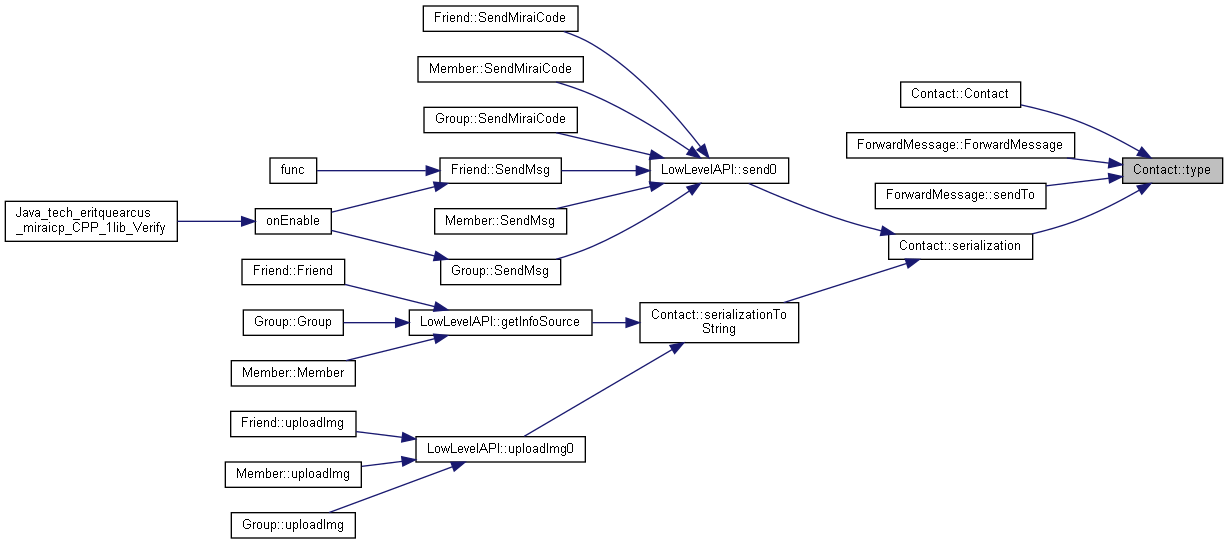 Friend::SendMiraiCode
Member::SendMiraiCode
Contact::Contact
Group::SendMiraiCode
ForwardMessage::ForwardMessage
func
Friend::SendMsg
LowLevelAPI::send0
Contact::type
ForwardMessage::sendTo
Java_tech_eritquearcus
_miraicp_CPP_1lib_Verify
onEnable
Member::SendMsg
Contact::serialization
Friend::Friend
Group::SendMsg
Group::Group
LowLevelAPI::getInfoSource
Contact::serializationTo
String
Member::Member
Friend::uploadImg
LowLevelAPI::uploadImg0
Member::uploadImg
Group::uploadImg